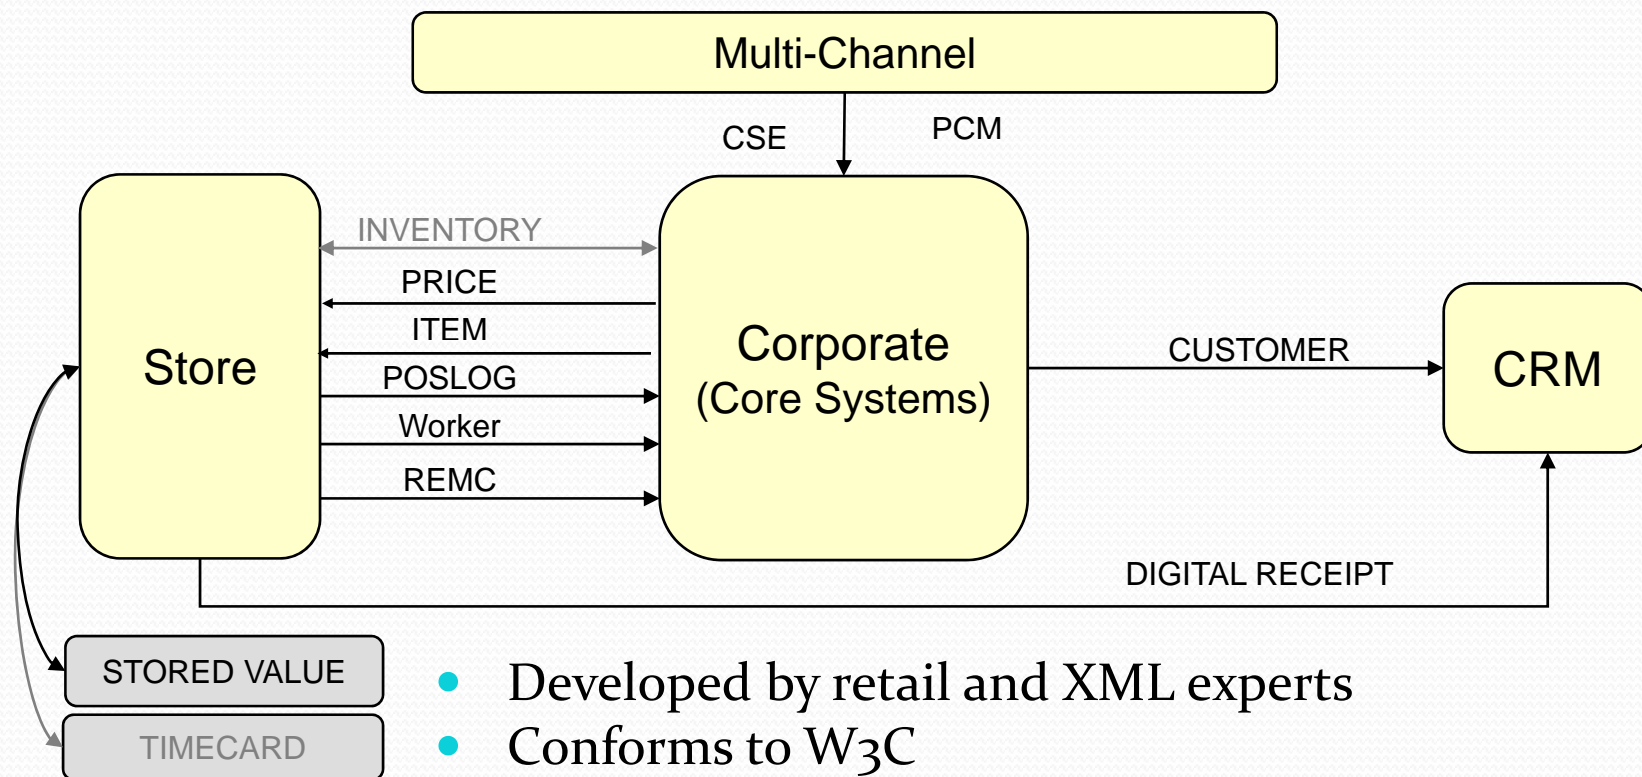 Multi-Channel
CSE
PCM
INVENTORY
PRICE
ITEM
POSLOG
Worker
REMC
Store
Corporate
(Core Systems)
CUSTOMER
CRM
DIGITAL RECEIPT
STORED VALUE
TIMECARD
• Developed by retail and XML experts
• Conforms to W3C